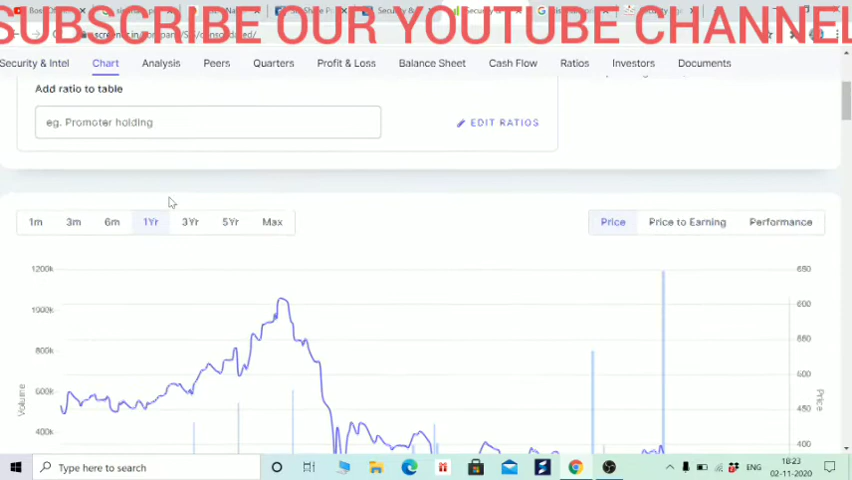 SUBSCRIBE OUR YOUTUBE CHANNEL
Security & Intel Chart Analysis Peers Quarters Profit & Loss Balance Sheet Cash Flow Ratios Investors Documents
Add ratio to table
eg. Promoter holding EDIT RATIOS
1m 3m 6m 1Yr 3Yr 5Yr Max Price Price to Earning Performance
1200k 650
1000k 600
800k 550
600k 500
450
400k 400
Volume
Price
Type here to search
ENG
18:23
02-11-2020